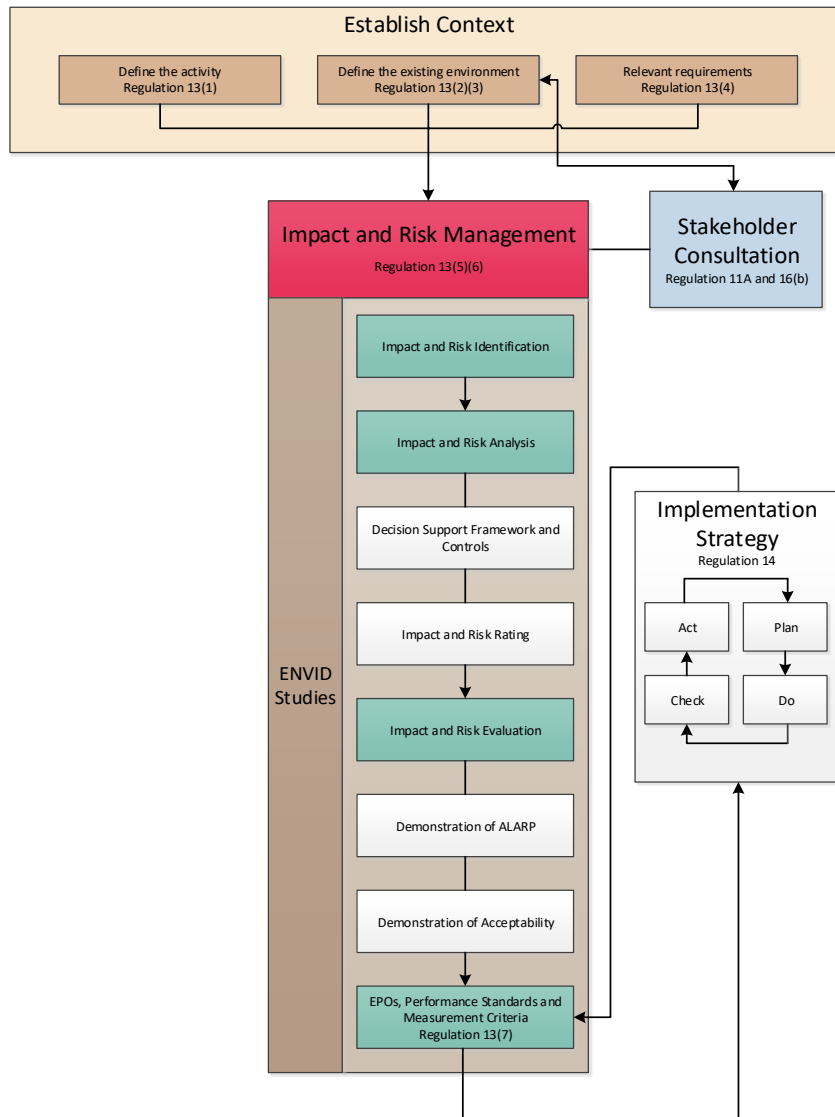 Establish Context
Define the activity
Regulation 13(1)
Define the existing environment
Regulation 13(2)(3)
Relevant requirements
Regulation 13(4)
Impact and Risk Management
Regulation 13(5)(6)
Stakeholder
Consultation
Regulation 11A and 16(b)
ENVID
Studies
Impact and Risk Identification
Impact and Risk Analysis
Decision Support Framework and
Controls
Impact and Risk Rating
Impact and Risk Evaluation
Demonstration of ALARP
Demonstration of Acceptability
EPOs, Performance Standards and
Measurement Criteria
Regulation 13(7)
Implementation
Strategy
Regulation 14
Act
Plan
Check
Do